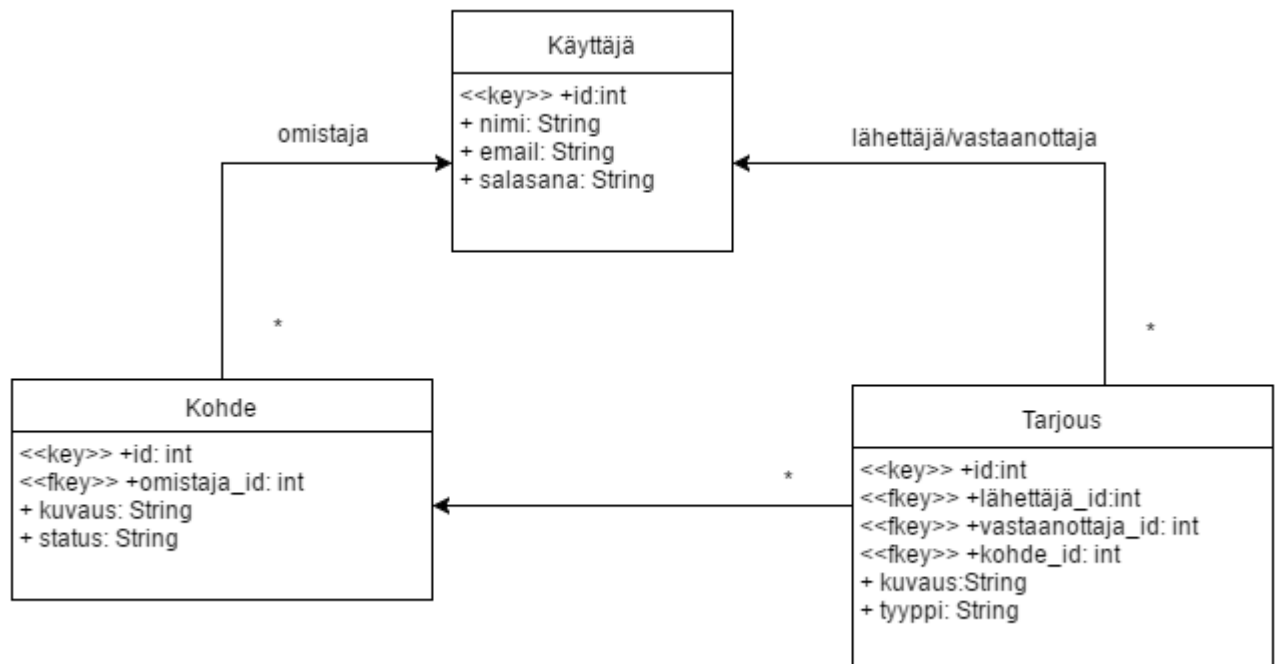 Käyttäjä
<<key>> +id:int
+ nimi: String
+ email: String
+ salasana: String
omistaja
lähettäjä/vastaanottaja
*
*
Kohde
<<key>> +id: int
<<fkey>> +omistaja_id: int
+ kuvaus: String
+ status: String
*
Tarjous
<<key>> +id:int
<<fkey>> +lähettäjä_id:int
<<fkey>> +vastaanottaja_id: int
<<fkey>> +kohde_id: int
+ kuvaus:String
+ tyyppi: String